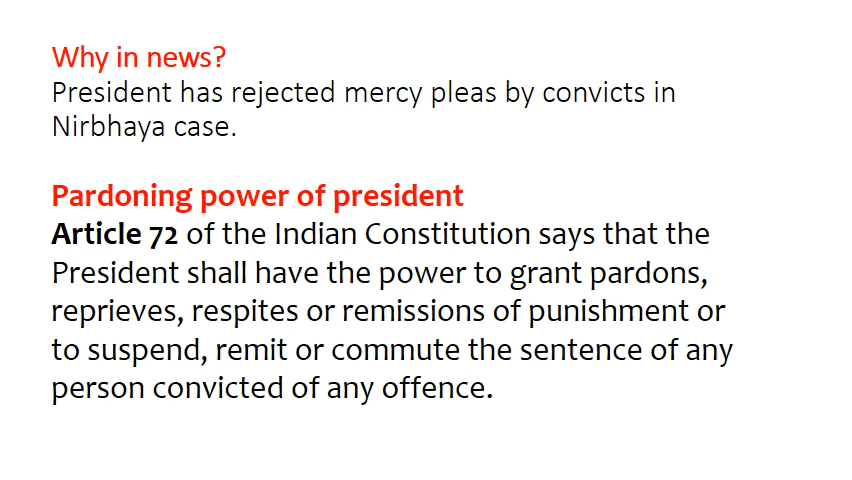 Why in news?
President has rejected mercy pleas by convicts in
Nirbhaya case.
Pardoning power of president
Article 72 of the Indian Constitution says that the
President shall have the power to grant pardons,
reprieves, respites or remissions of punishment or
to suspend, remit or commute the sentence of any
person convicted of any offence.